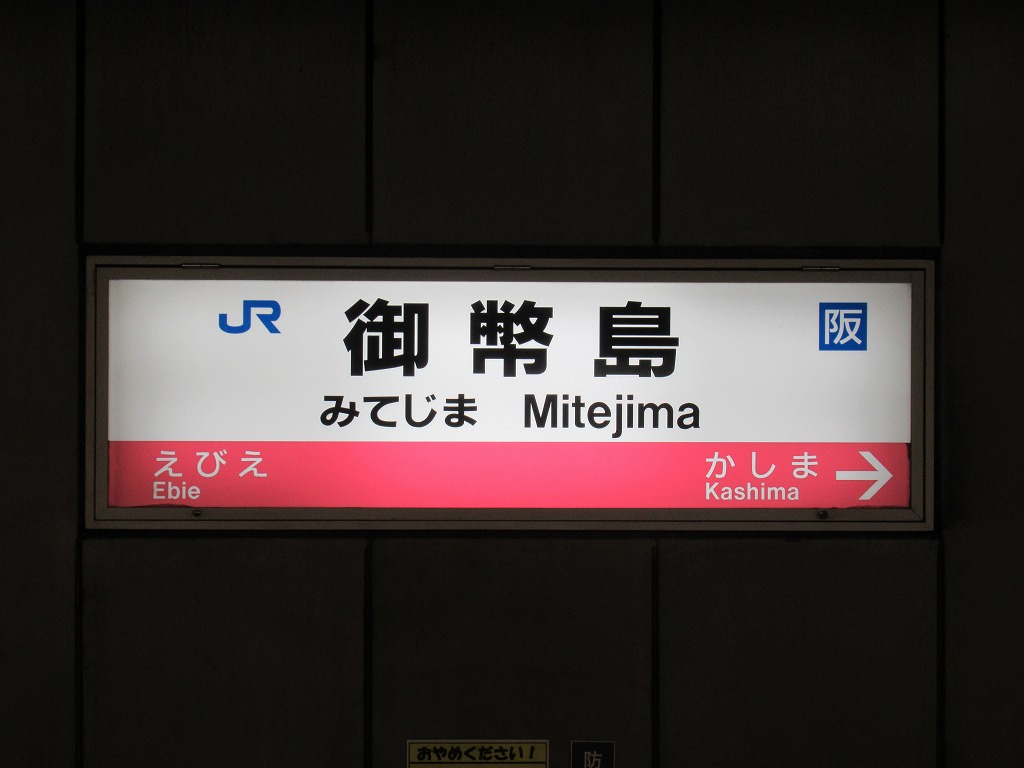 JR 御幣島 阪
みてじま Mitejima
えびえ かしま →
Ebie Kashima
おやめください！ 防